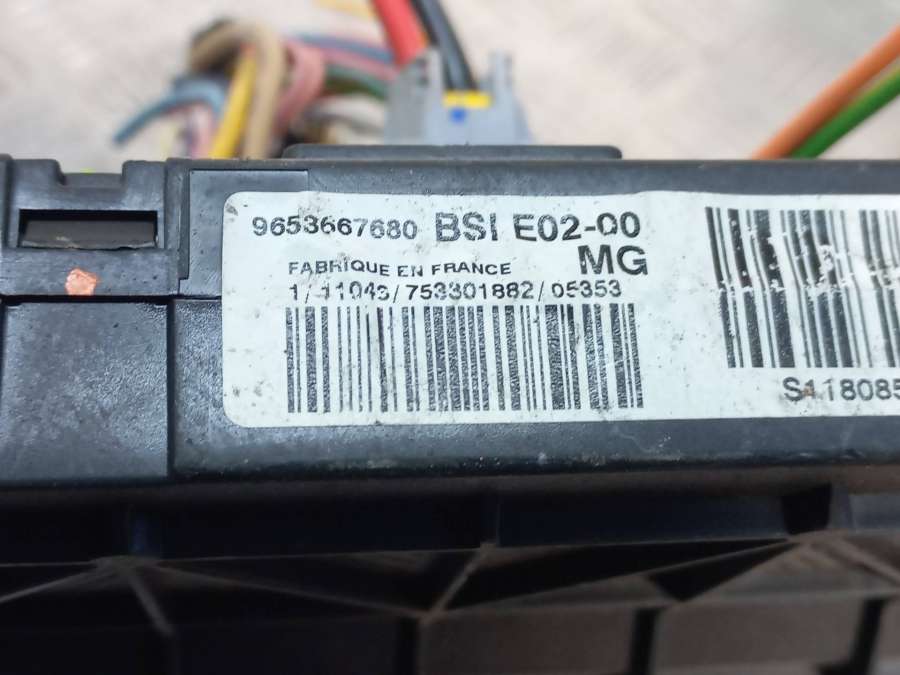 9653667680 BSI E02-00
MG
FABRIQUE EN FRANCE
1/11043/753301882/05353
S118085